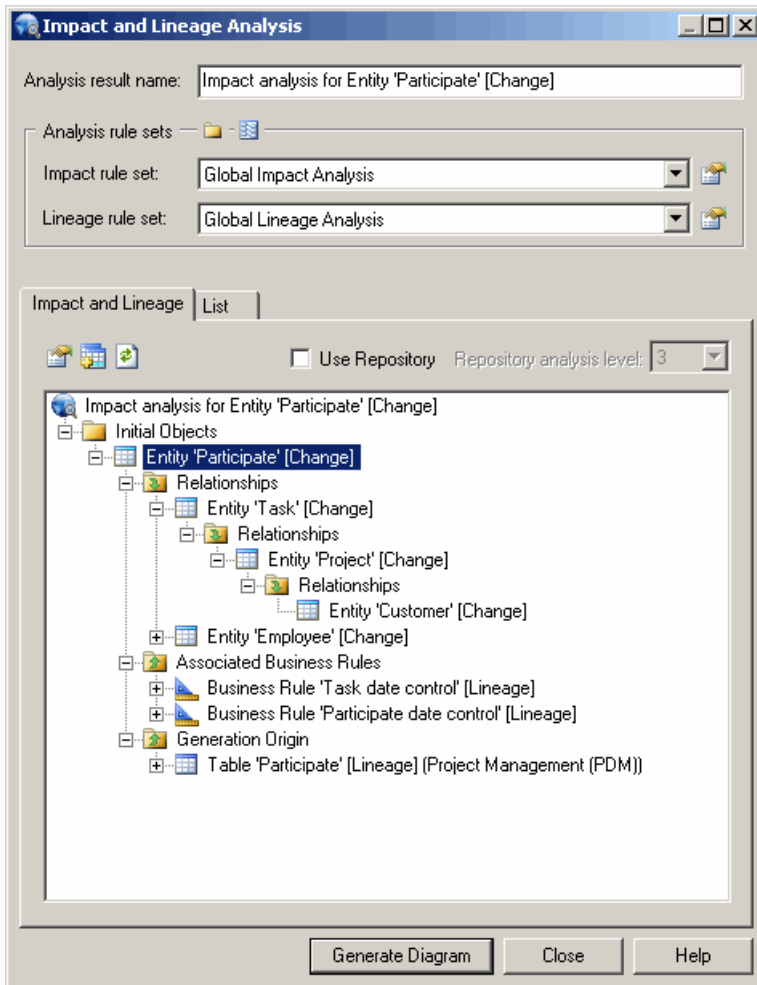 Impact and Lineage Analysis
Analysis result name: Impact analysis for Entity 'Participate' [Change]
Analysis rule sets
Impact rule set: Global Impact Analysis
Lineage rule set: Global Lineage Analysis
Impact and Lineage List
Use Repository Repository analysis level: 3
Impact analysis for Entity 'Participate' [Change]
Initial Objects
Entity 'Participate' [Change]
Relationships
Entity 'Task' [Change]
Relationships
Entity 'Project' [Change]
Relationships
Entity 'Customer' [Change]
Entity 'Employee' [Change]
Associated Business Rules
Business Rule 'Task date control' [Lineage]
Business Rule 'Participate date control' [Lineage]
Generation Origin
Table 'Participate' [Lineage] (Project Management (PDM))
Generate Diagram Close Help